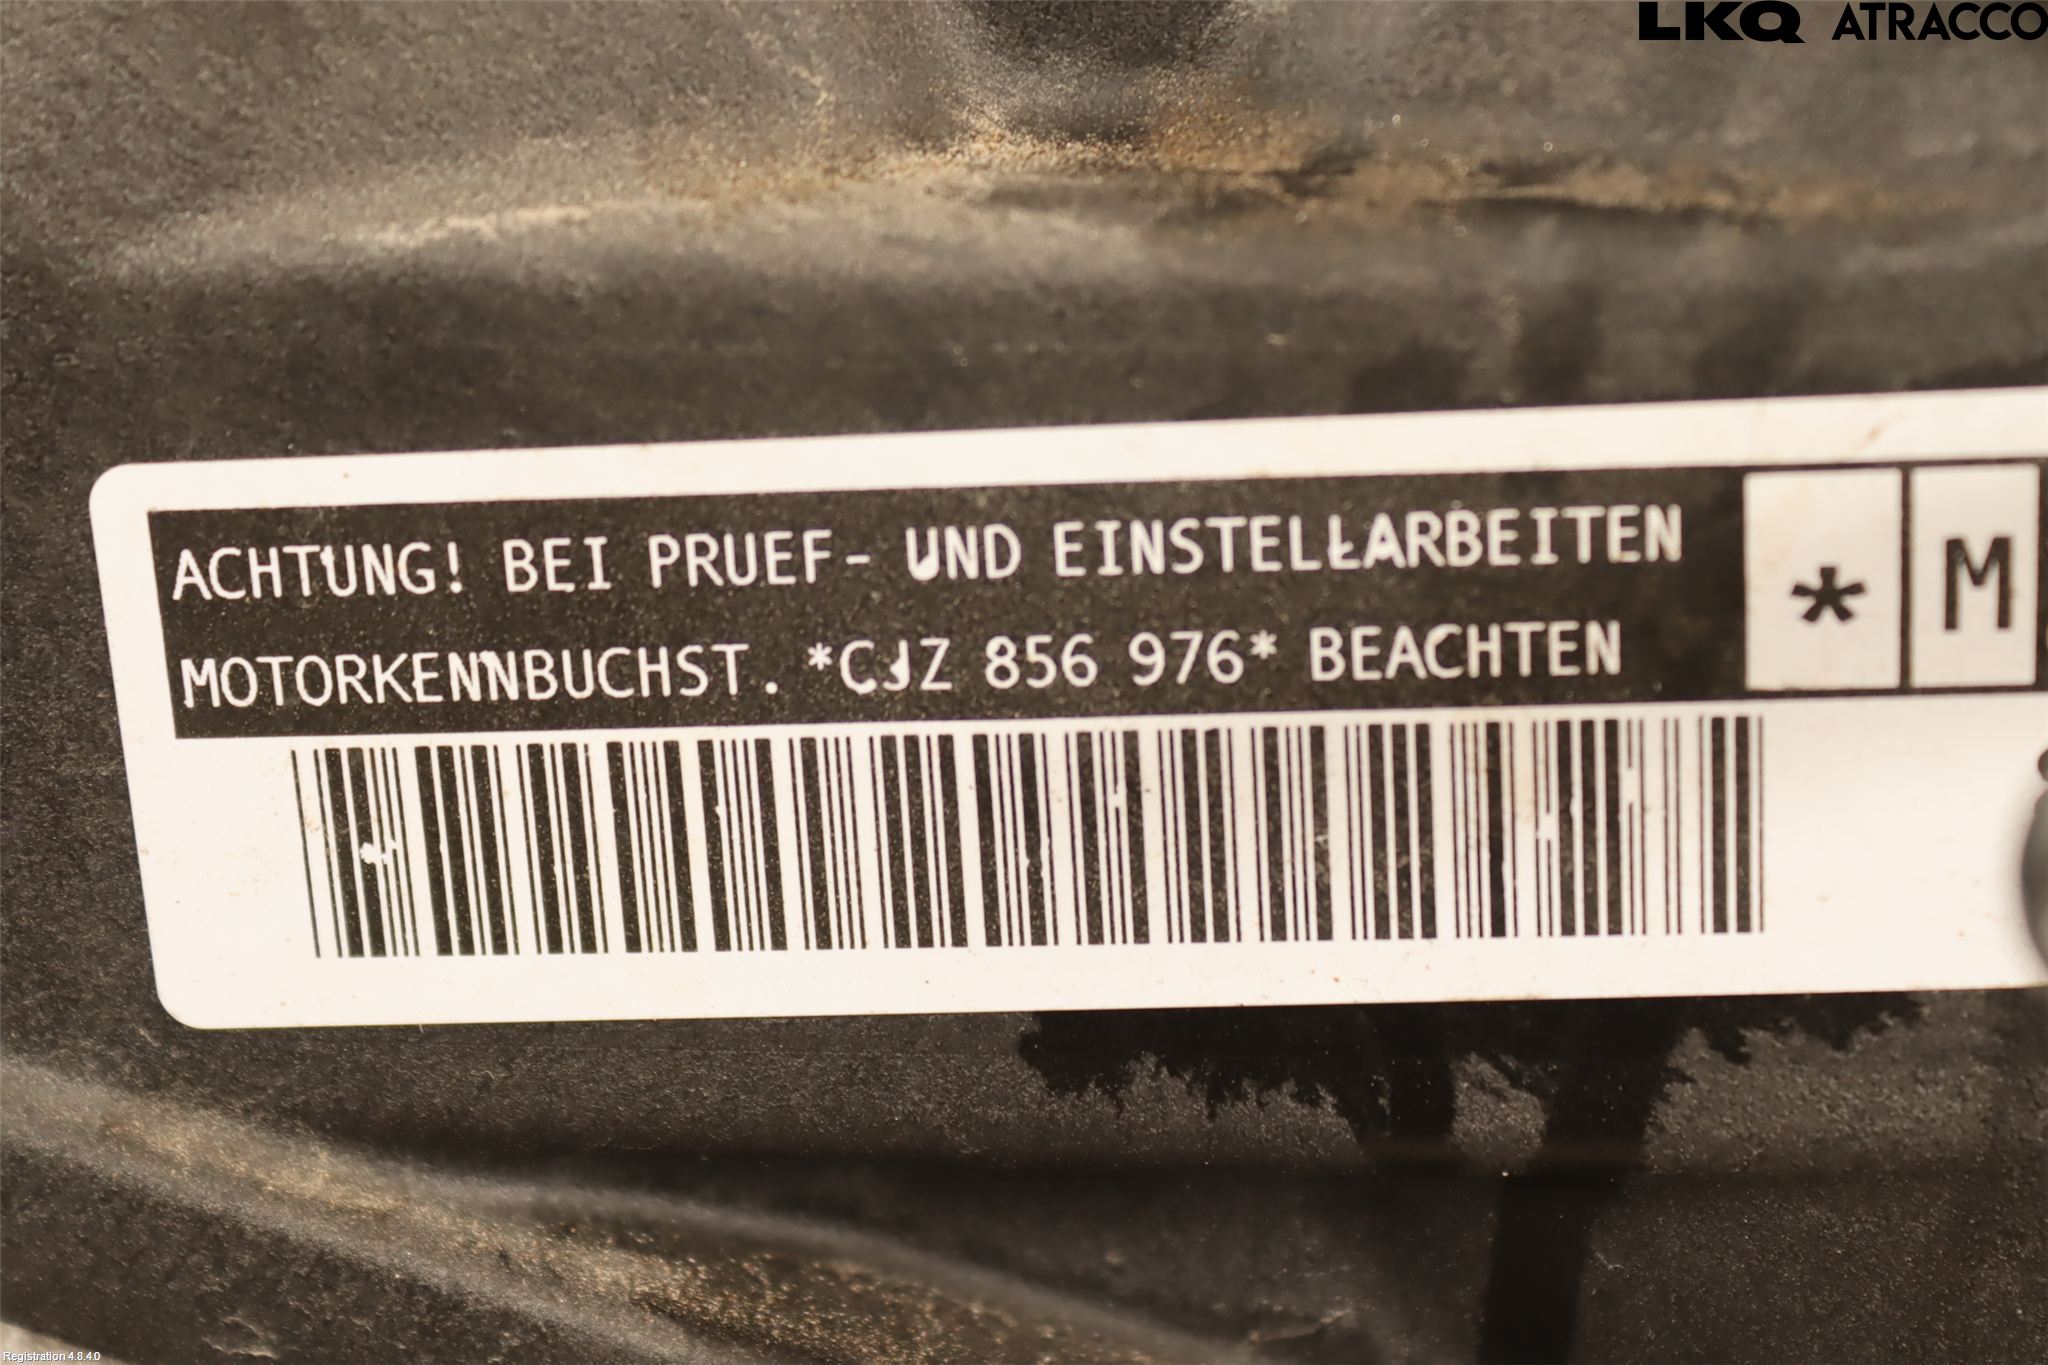 LKQ ATRACCO
ACHTUNG! BEI PRUEF- UND EINSTELLARBEITEN
MOTORKENNBUCHST. *CJZ 856 976* BEACHTEN
* M
Registration 4.8.4.0